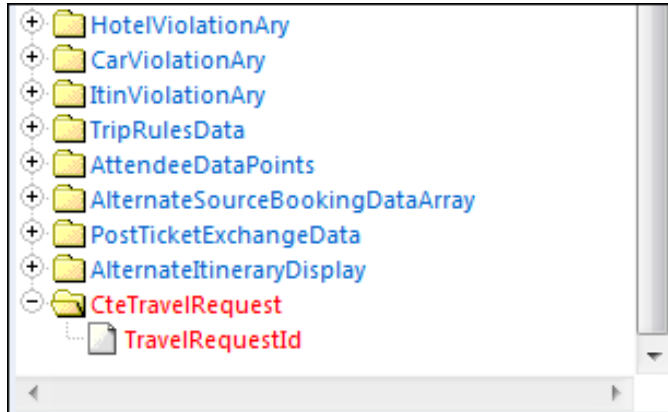 HotelViolationAry
CarViolationAry
ItinViolationAry
TripRulesData
AttendeeDataPoints
AlternateSourceBookingDataArray
PostTicketExchangeData
AlternateItineraryDisplay
CteTravelRequest
TravelRequestId